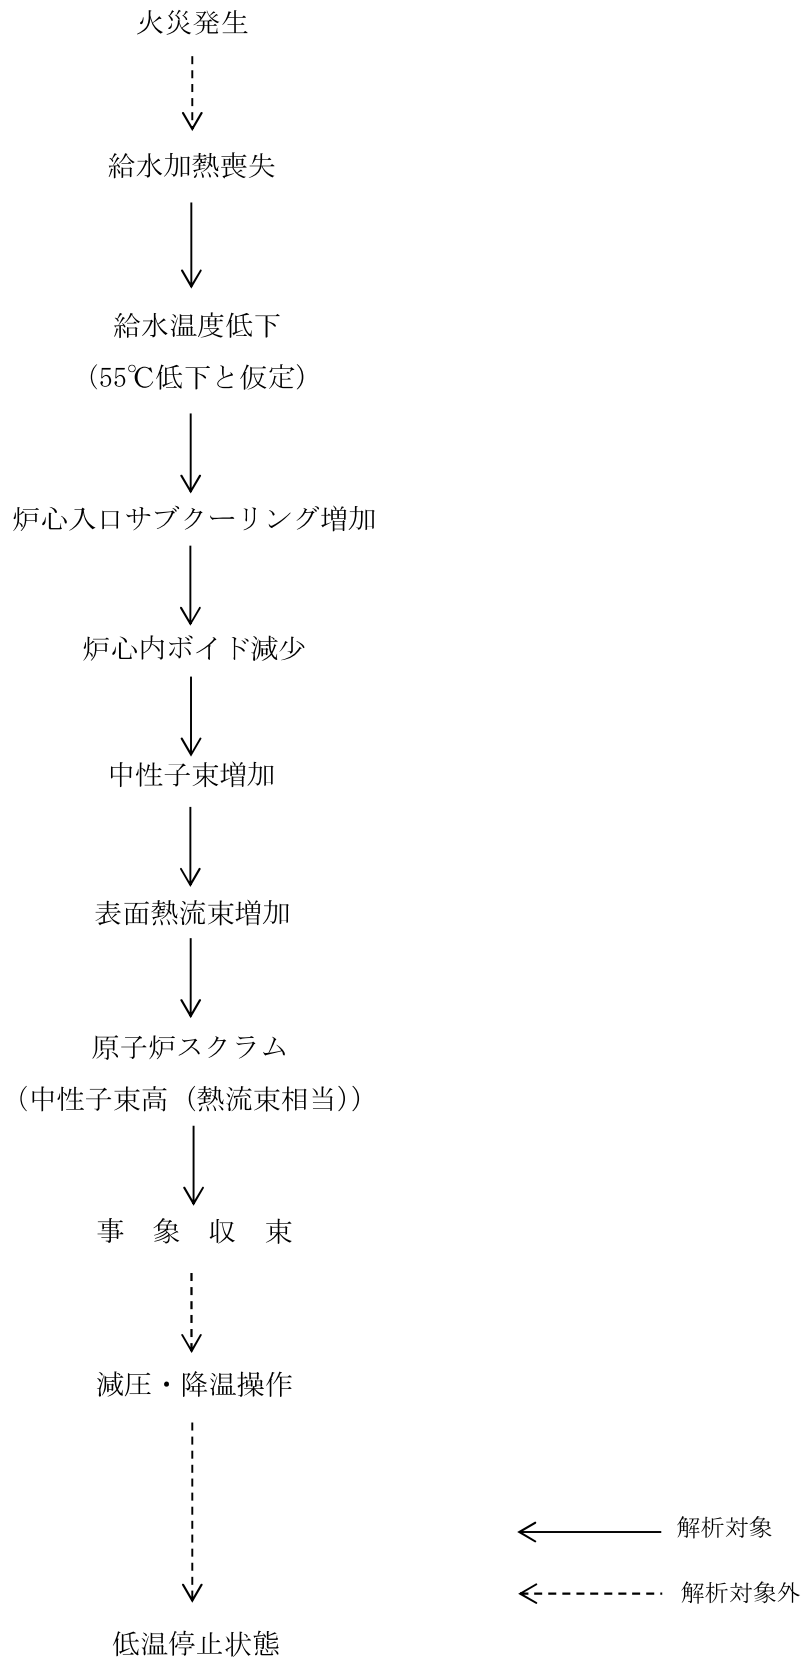 火災発生
給水加熱喪失
給水温度低下
（55℃低下と仮定）
炉心入口サブクーリング増加
炉心内ボイド減少
中性子束増加
表面熱流束増加
原子炉スクラム
（中性子束高（熱流束相当））
事　象　収　束
減圧・降温操作
低温停止状態
解析対象
解析対象外